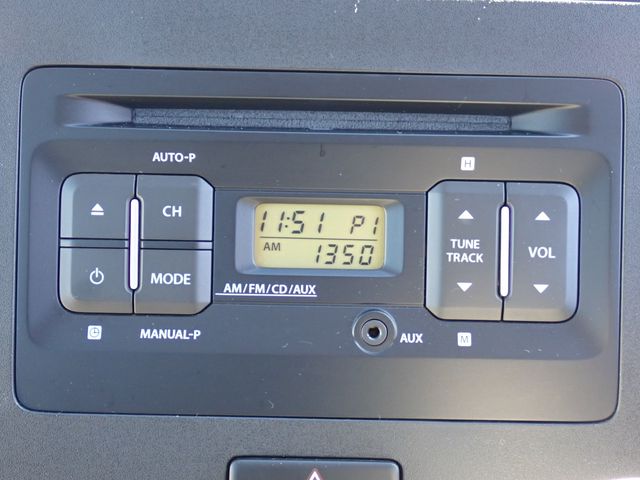 AUTO-P
H
CH
11:51 P1
AM 1350
TUNE
TRACK
VOL
MODE
AM/FM/CD/AUX
MANUAL-P
AUX
M